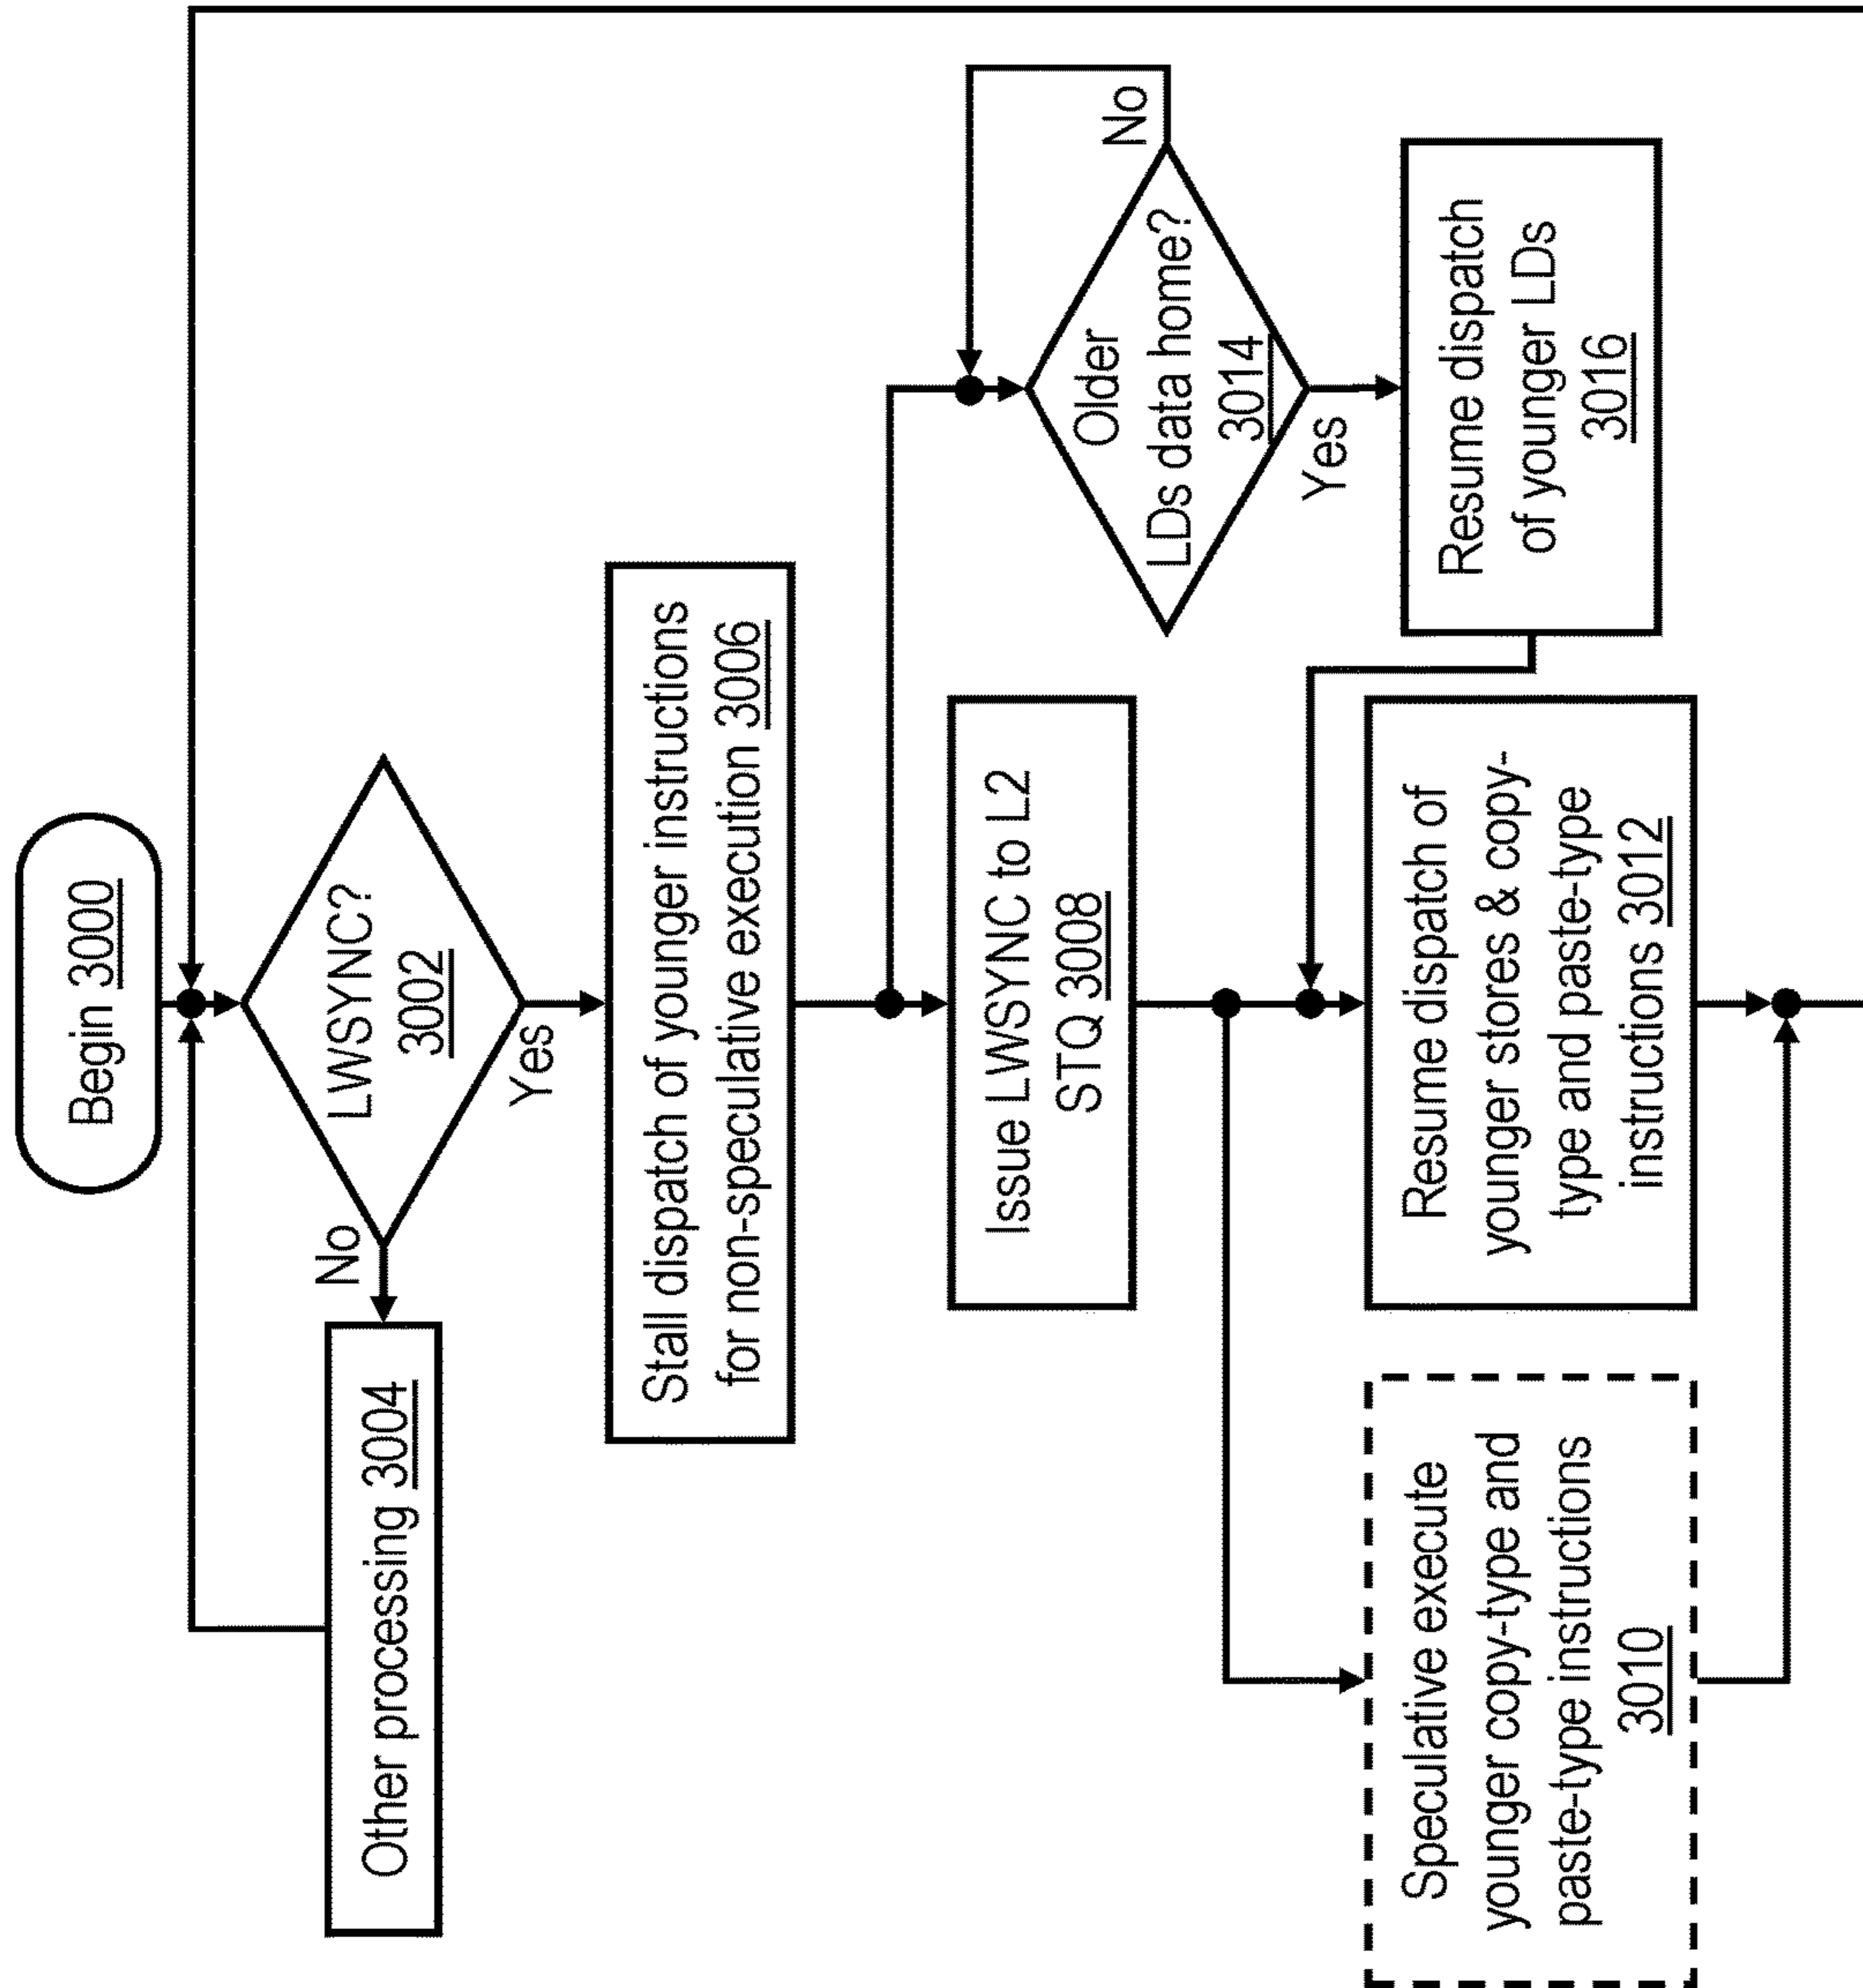 Begin 3000
LWSYNC?
3002
No
Yes
Other processing 3004
Stall dispatch of younger instructions
for non-speculative execution 3006
Issue LWSYNC to L2
STQ 3008
Older
LDs data home?
3014
No
Yes
Resume dispatch
of younger LDs
3016
Speculative execute
younger copy-type and
paste-type instructions
3010
Resume dispatch of
younger stores & copy-
type and paste-type
instructions 3012